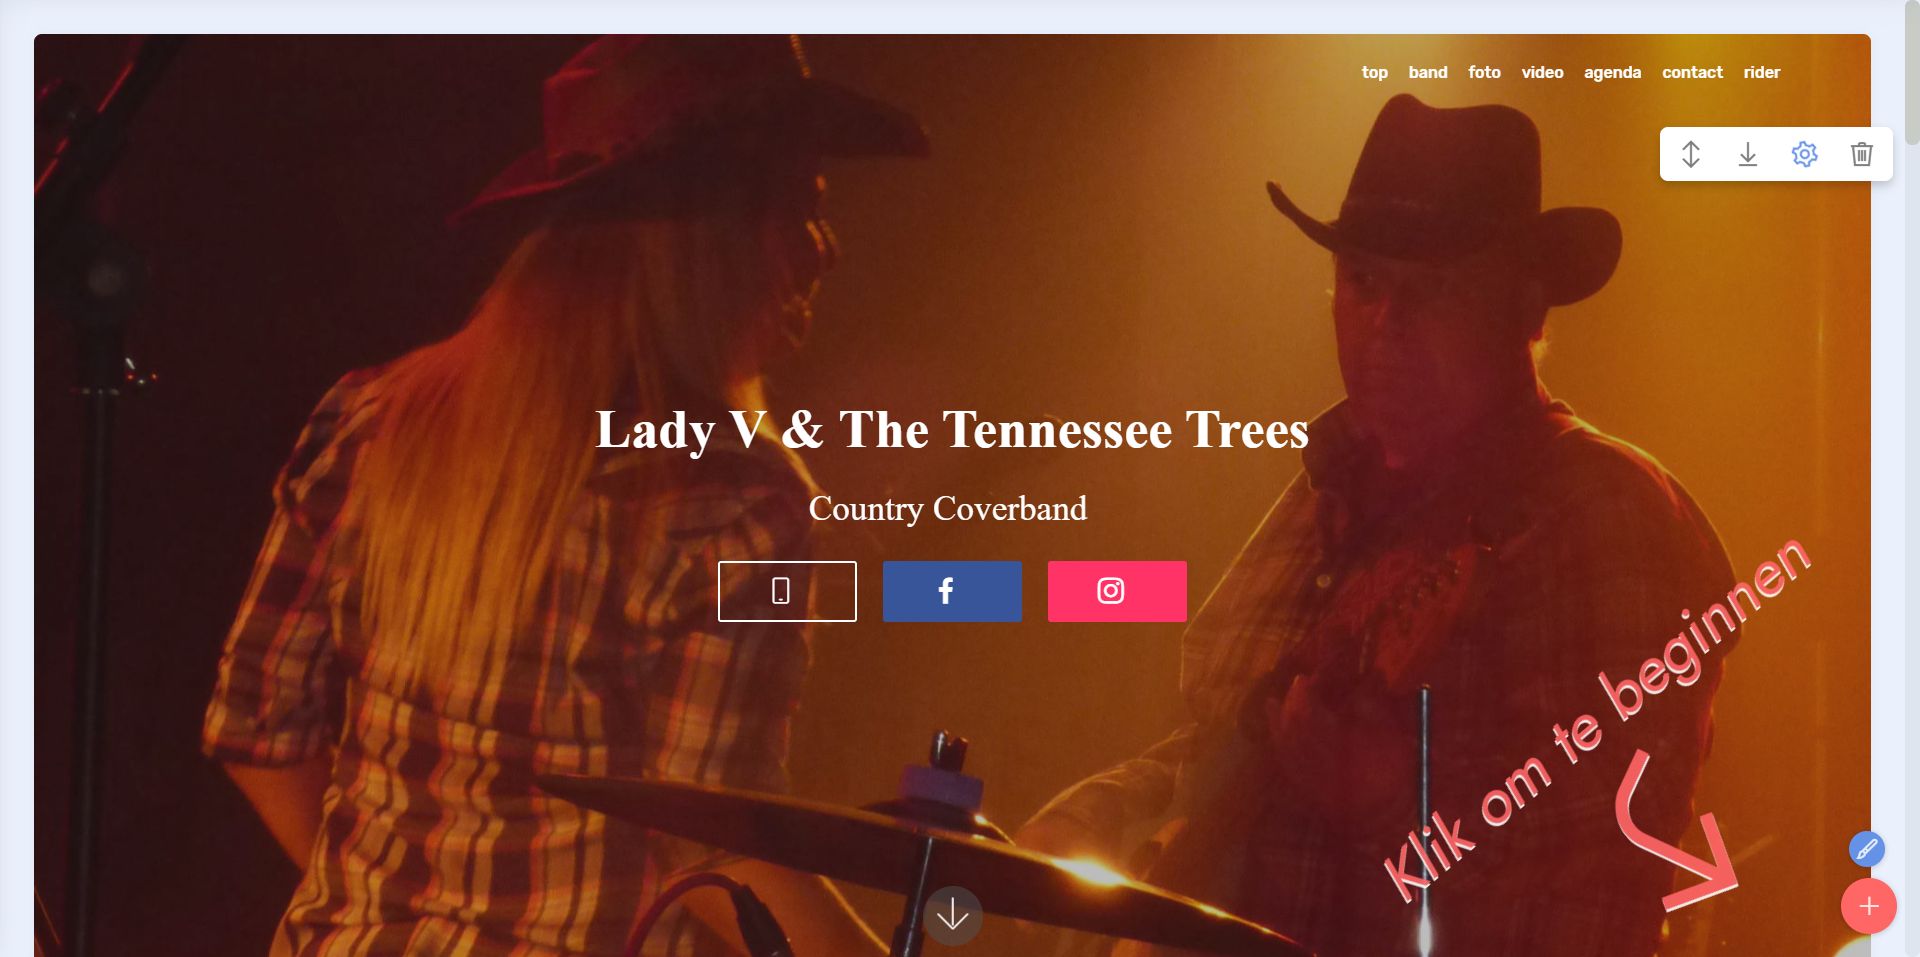 top band foto video agenda contact rider
Lady V & The Tennessee Trees
Country Coverband
Klik om te beginnen